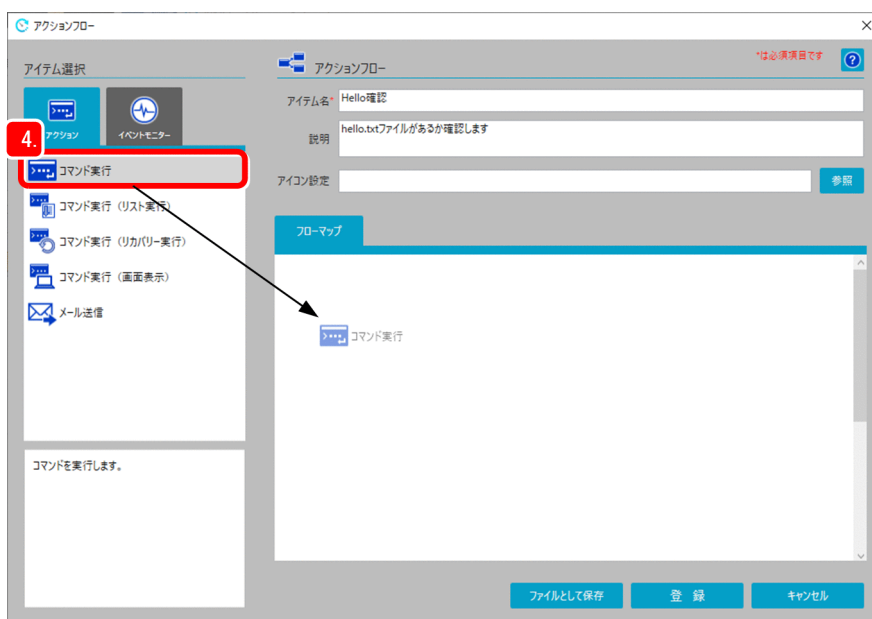 アクションフロー
アイテム選択
アクション
イベントモニター
4.
コマンド実行
コマンド実行（リスト実行）
コマンド実行（リカバリー実行）
コマンド実行（画面表示）
メール送信
コマンドを実行します。
アクションフロー
*は必須項目です
?
アイテム名*
Hello確認
説明
hello.txtファイルがあるか確認します
アイコン設定
参照
フローマップ
コマンド実行
ファイルとして保存
登 録
キャンセル